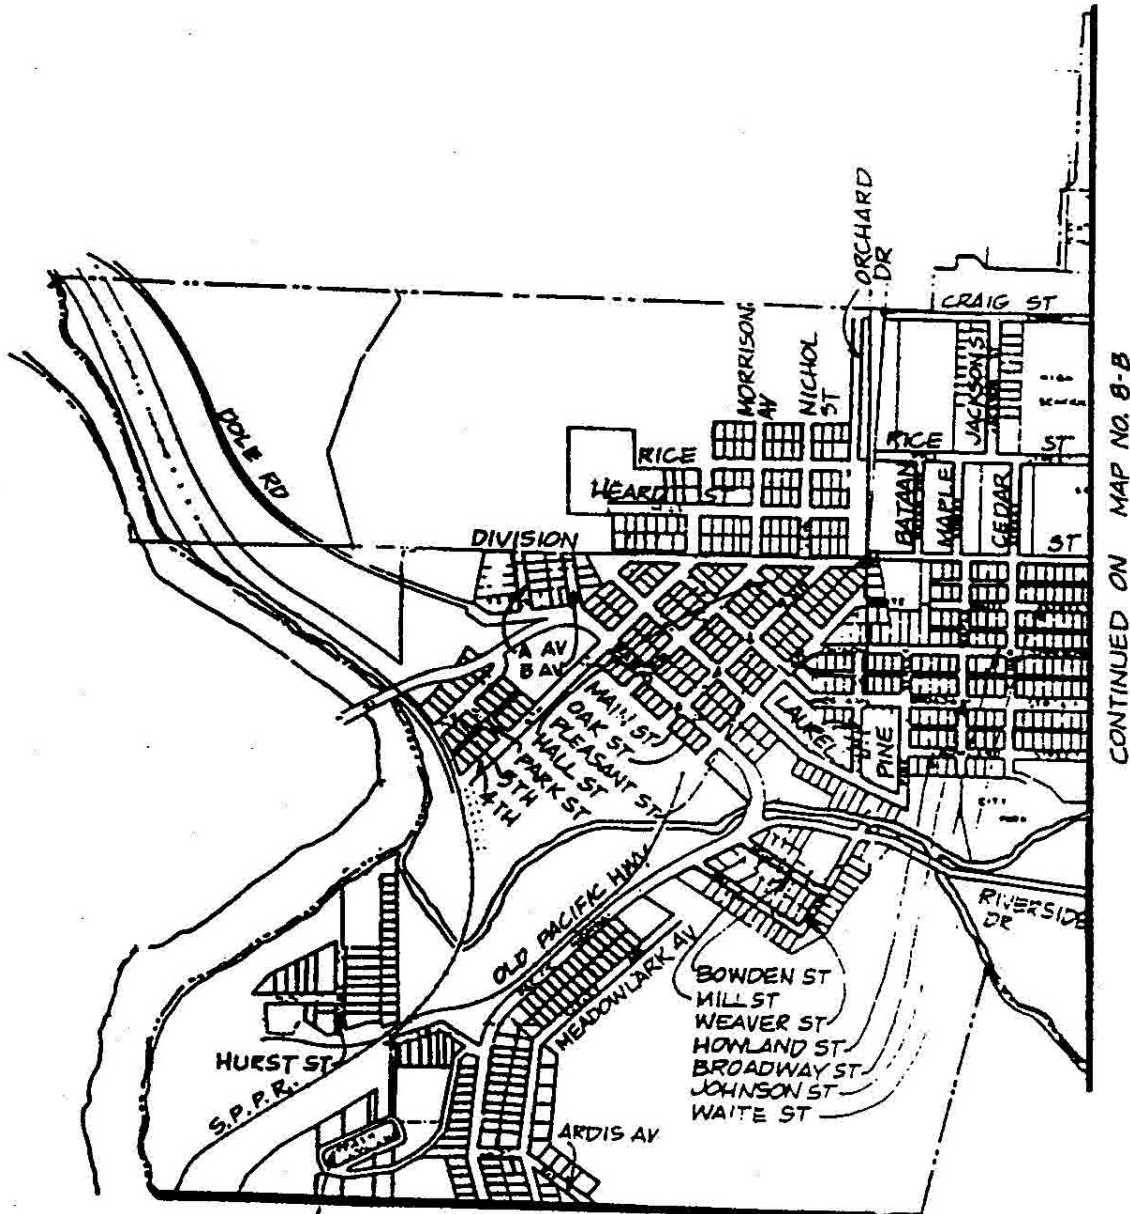 ORCHARD
DR
CRAIG ST
MORRISON
AV
NICHOL
ST
JACKSON ST
DOLE RD
RICE
RICE
ST
HEARD ST
BATAAN
MAPLE
CEDAR
DIVISION
ST
A AV
B AV
MAIN ST
OAK ST
PLEASANT ST
HALL ST
PARK ST
5TH
4TH
LAUREL
PINE
CITY
OLD PACIFIC HWY.
MEADOWLARK AV
RIVERSIDE
DR
BOWDEN ST
MILL ST
WEAVER ST
HOWLAND ST
BROADWAY ST
JOHNSON ST
WAITE ST
HURST ST
S.P.P.R.
ARDIS AV
CONTINUED ON MAP NO. 8-B